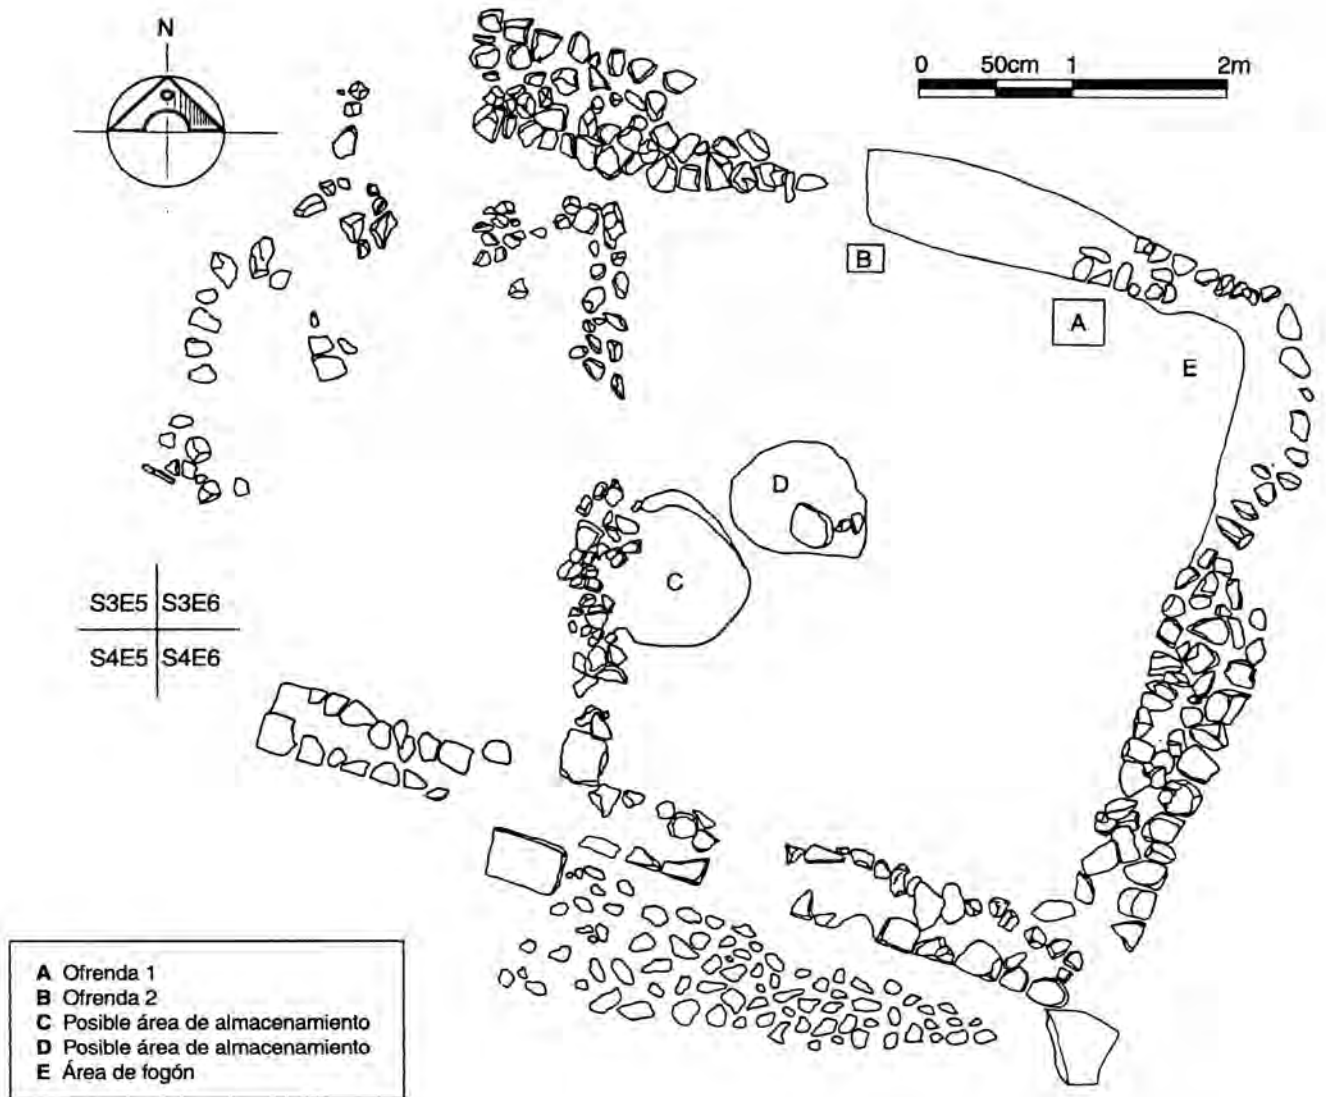 N
0 50cm 1 2m
B
A
E
D
C
S3E5 S3E6
S4E5 S4E6
A Ofrenda 1
B Ofrenda 2
C Posible área de almacenamiento
D Posible área de almacenamiento
E Área de fogón